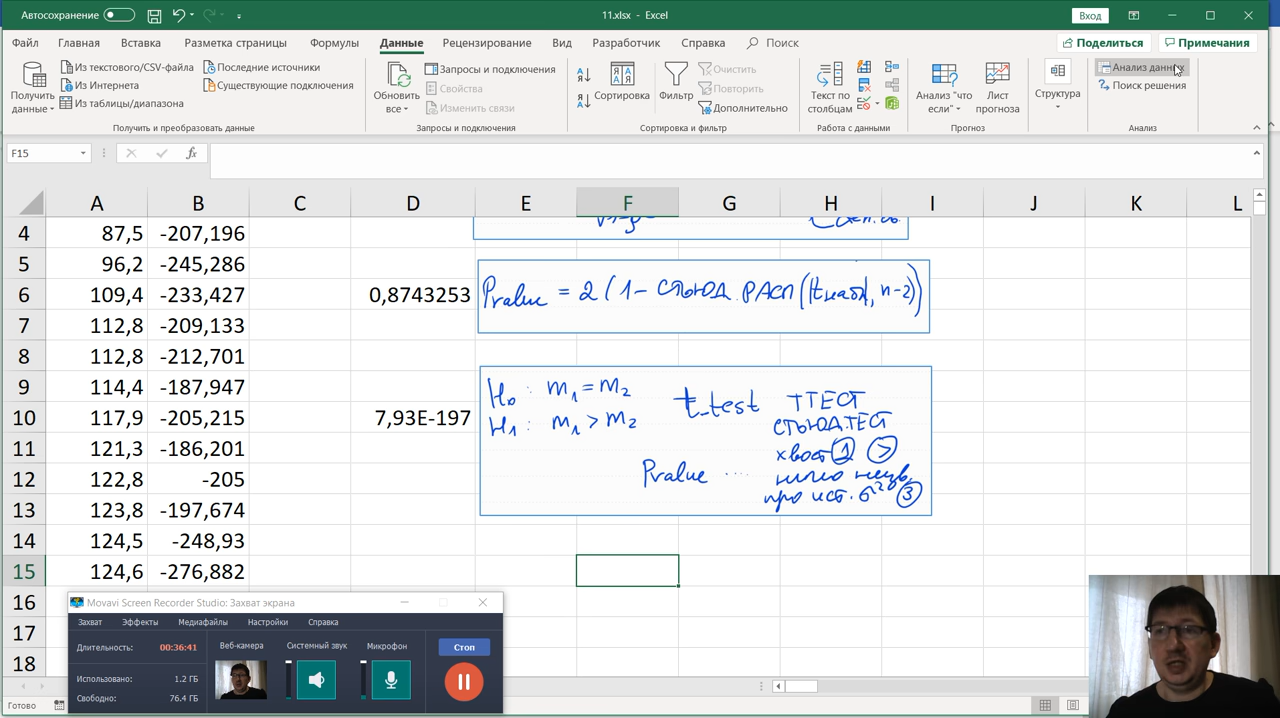 Автосохранение
11.xlsx - Excel
Вход
Файл Главная Вставка Разметка страницы Формулы Данные Рецензирование Вид Разработчик Справка Поиск
Поделиться Примечания
Получить данные
Из текстового/CSV-файла
Из Интернета
Из таблицы/диапазона
Последние источники
Существующие подключения
Получить и преобразовать данные
Обновить все
Запросы и подключения
Свойства
Изменить связи
Запросы и подключения
Сортировка
Фильтр
Очистить
Повторить
Дополнительно
Сортировка и фильтр
Текст по столбцам
Работа с данными
Анализ "что если"
Лист прогноза
Прогноз
Структура
Анализ данных
Поиск решения
Анализ
F15
fx
A B C D E F G H I J K L
4 87,5 -207,196
5 96,2 -245,286
6 109,4 -233,427 0,8743253
Pvalue = 2 ( 1 - СТЬЮД.РАСП(|tнабл|, n-2))
7 112,8 -209,133
8 112,8 -212,701
9 114,4 -187,947
H₀: m₁ = m₂ t_test ТТЕСТ
10 117,9 -205,215 7,93E-197
H₁: m₁ > m₂ СТЬЮДТЕСТ
11 121,3 -186,201
хвост 1 >
12 122,8 -205
Pvalue ...
13 123,8 -197,674
про ист. σ² 3
14 124,5 -248,93
15 124,6 -276,882
16
17
18
Movavi Screen Recorder Studio: Захват экрана
Захват Эффекты Медиафайлы Настройки Справка
Длительность: 00:36:41
Использовано: 1.2 ГБ
Свободно: 76.4 ГБ
Веб-камера Системный звук Микрофон
Стоп
Готово